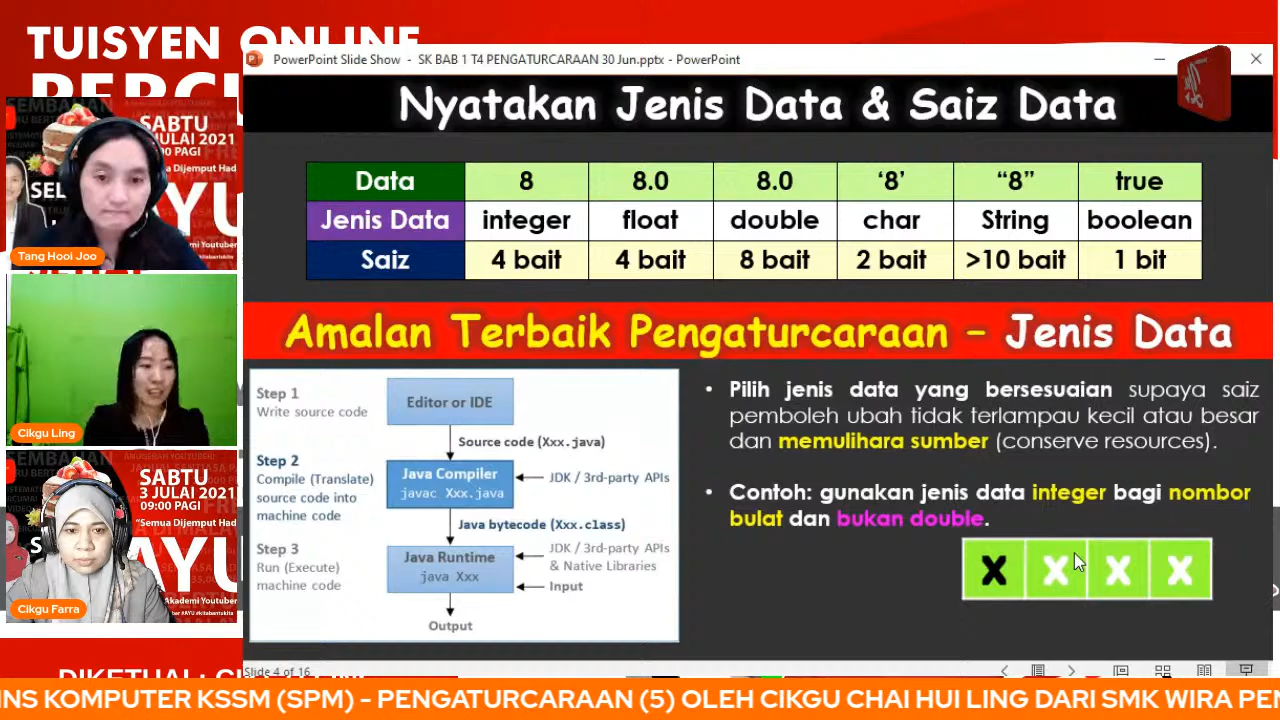 TUISYEN ONLINE
PowerPoint Slide Show - SK BAB 1 T4 PENGATURCARAAN 30 Jun.pptx - PowerPoint
Nyatakan Jenis Data & Saiz Data
SABTU
JULAI 2021
00 PAGI
Tang Hooi Joo
Cikgu Ling
SABTU
3 JULAI 2021
09:00 PAGI
"Semua Dijemput Had
Cikgu Farra
Data 8 8.0 8.0 ‘8’ “8” true
Jenis Data integer float double char String boolean
Saiz 4 bait 4 bait 8 bait 2 bait >10 bait 1 bit
Amalan Terbaik Pengaturcaraan – Jenis Data
Step 1
Write source code
Editor or IDE
Source code (Xxx.java)
Step 2
Compile (Translate)
source code into
machine code
Java Compiler
javac Xxx.java
JDK / 3rd-party APIs
Java bytecode (Xxx.class)
Step 3
Run (Execute)
machine code
Java Runtime
java Xxx
JDK / 3rd-party APIs
& Native Libraries
Input
Output
• Pilih jenis data yang bersesuaian supaya saiz
pemboleh ubah tidak terlampau kecil atau besar
dan memulihara sumber (conserve resources).
• Contoh: gunakan jenis data integer bagi nombor
bulat dan bukan double.
X X X X
Slide 4 of 16
INS KOMPUTER KSSM (SPM) - PENGATURCARAAN (5) OLEH CIKGU CHAI HUI LING DARI SMK WIRA PEN